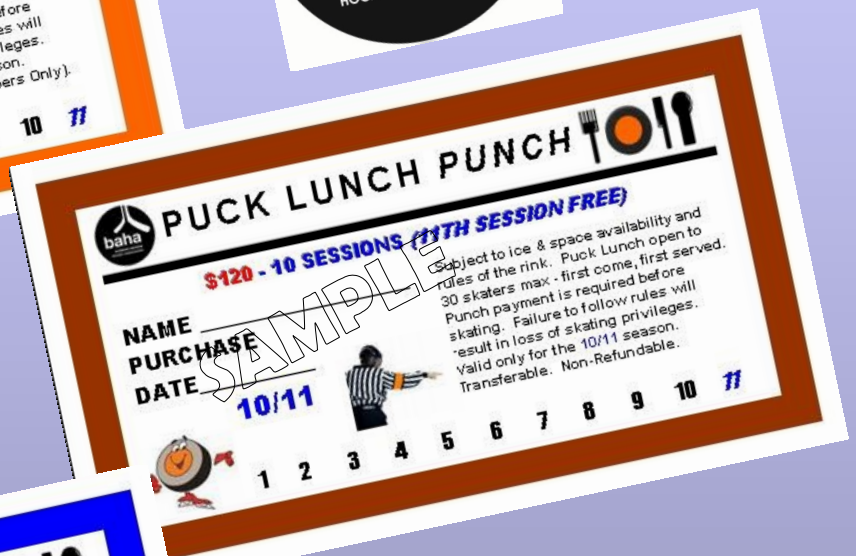 efore
es will
leges.
son.
ers Only).
10 11
PUCK LUNCH PUNCH
baha
$120 - 10 SESSIONS (11TH SESSION FREE)
Subject to ice & space availability and
rules of the rink. Puck Lunch open to
30 skaters max - first come, first served.
Punch payment is required before
skating. Failure to follow rules will
result in loss of skating privileges.
Valid only for the 10/11 season.
Transferable. Non-Refundable.
NAME
PURCHASE
DATE
SAMPLE
10/11
1 2 3 4 5 6 7 8 9 10 11